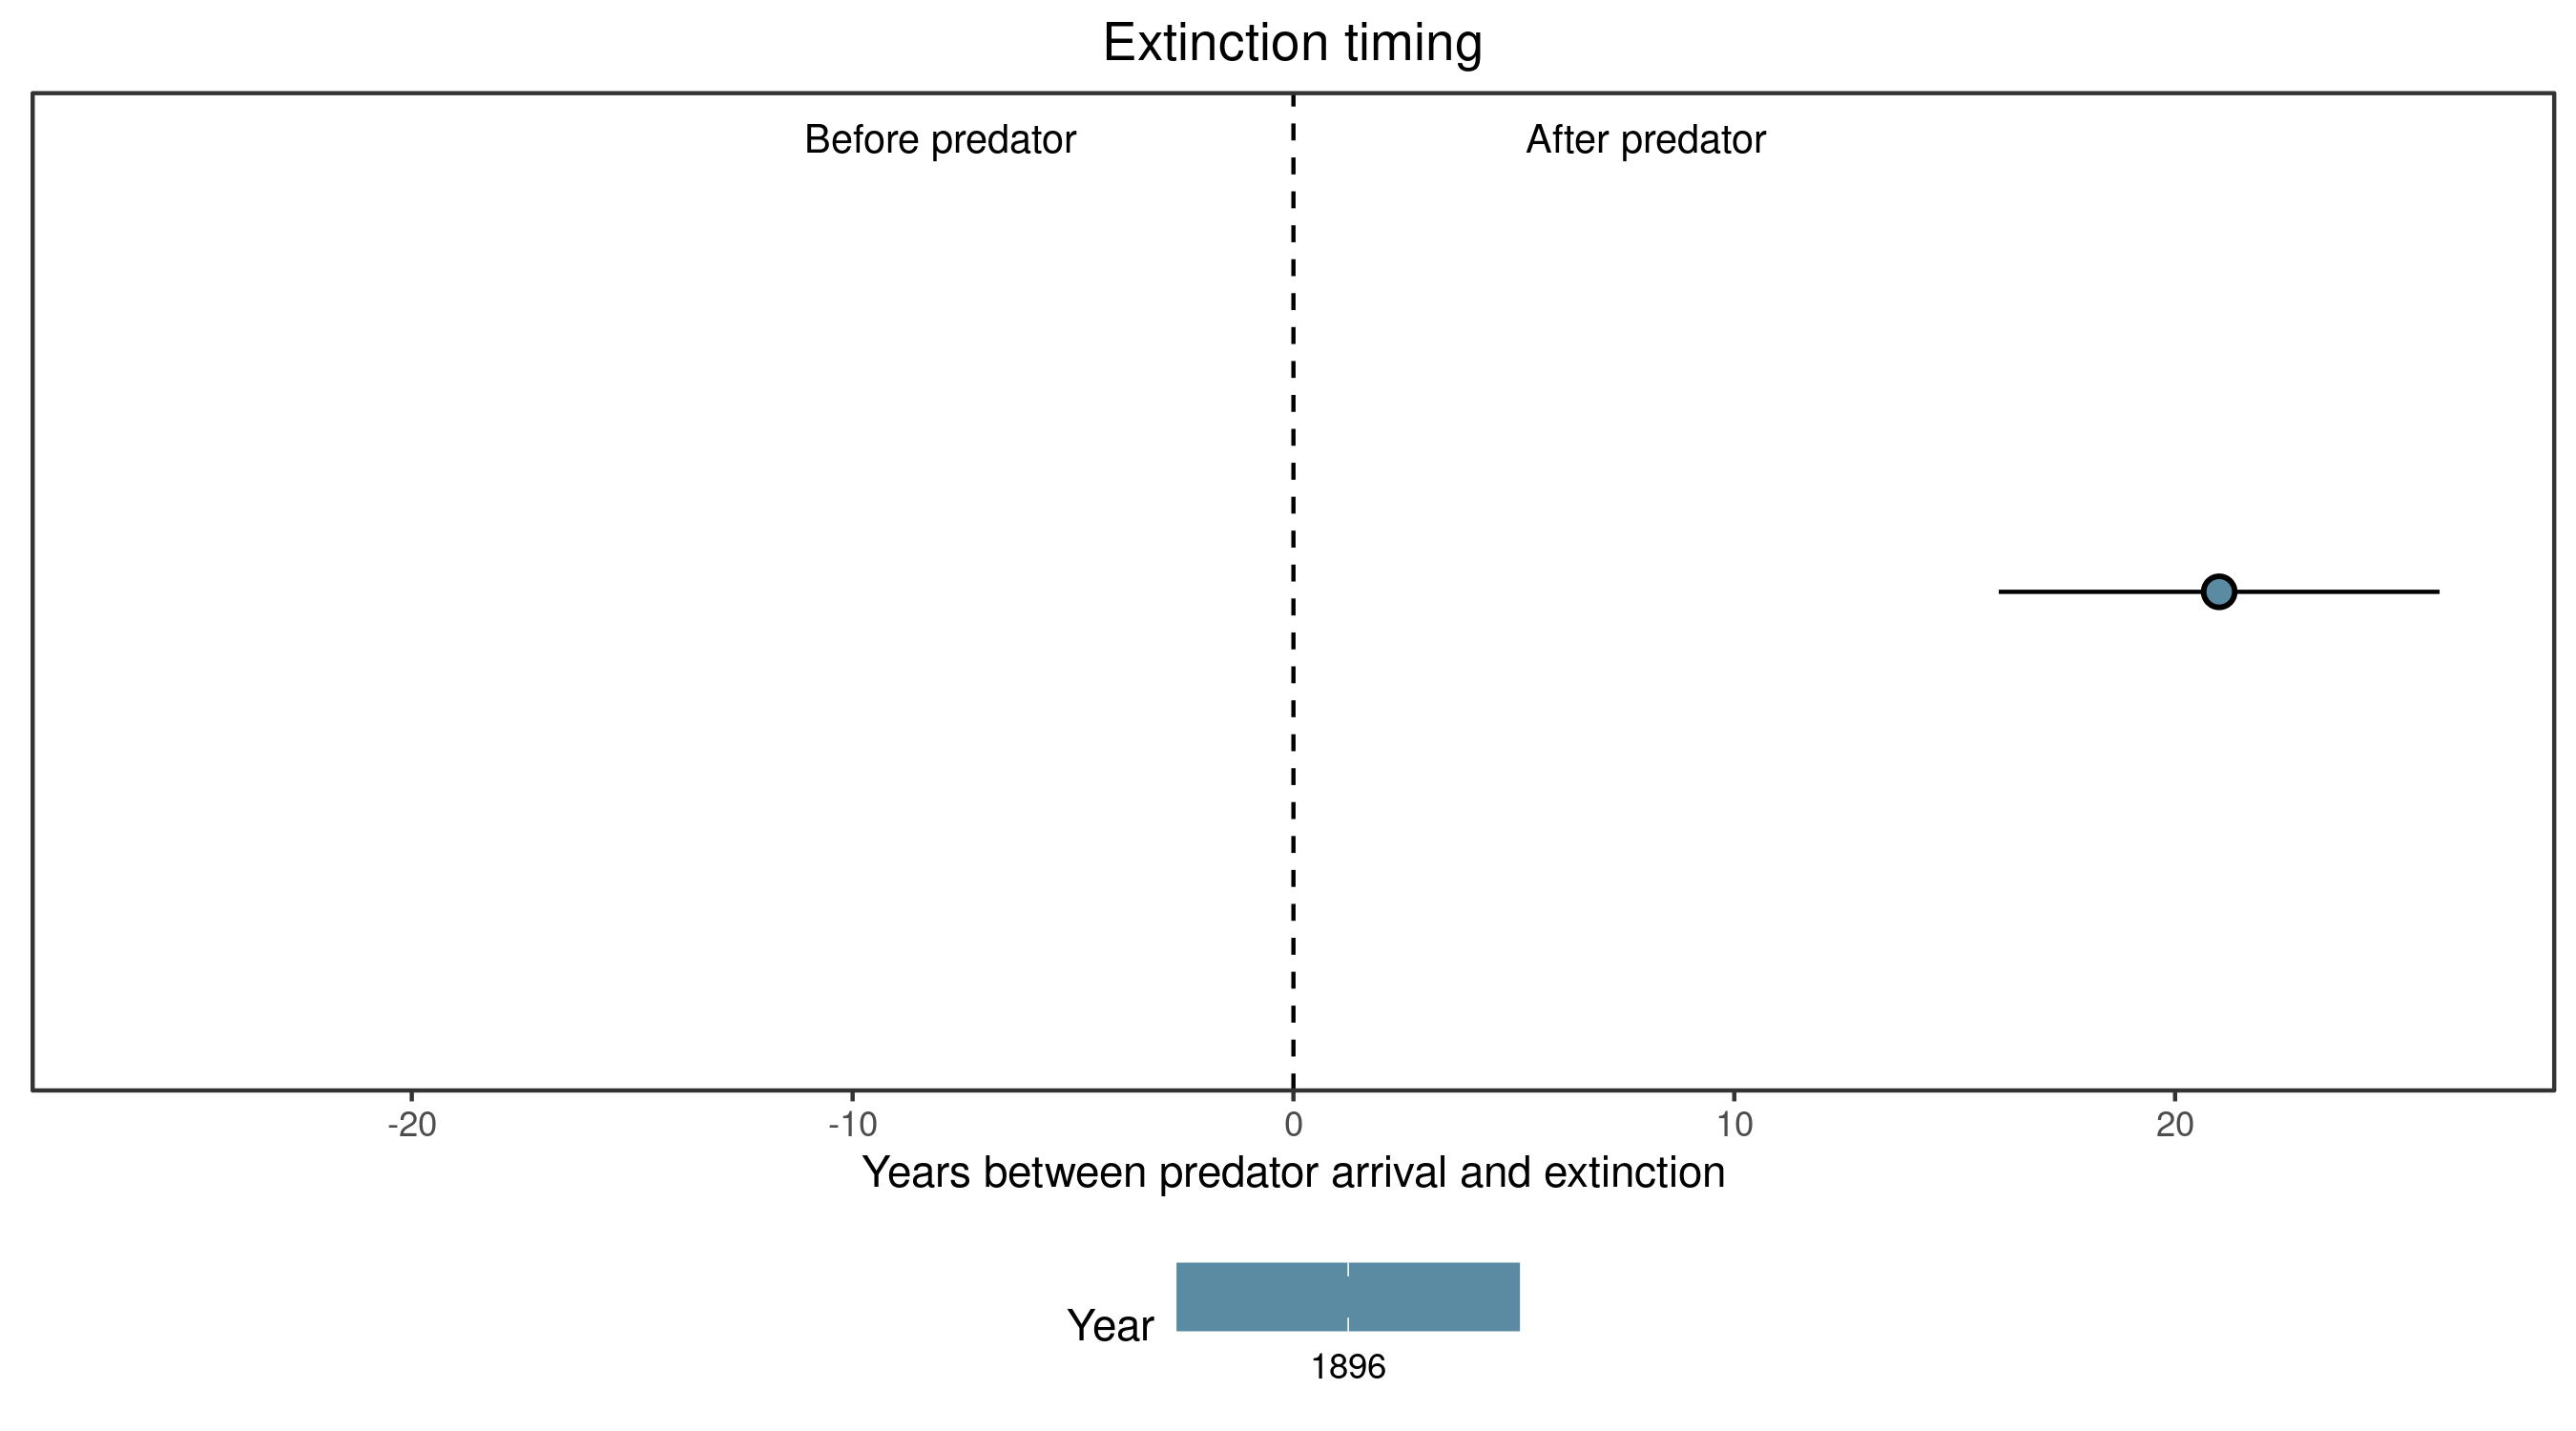 Extinction timing
Before predator
After predator
-20
-10
0
10
20
Years between predator arrival and extinction
Year
1896